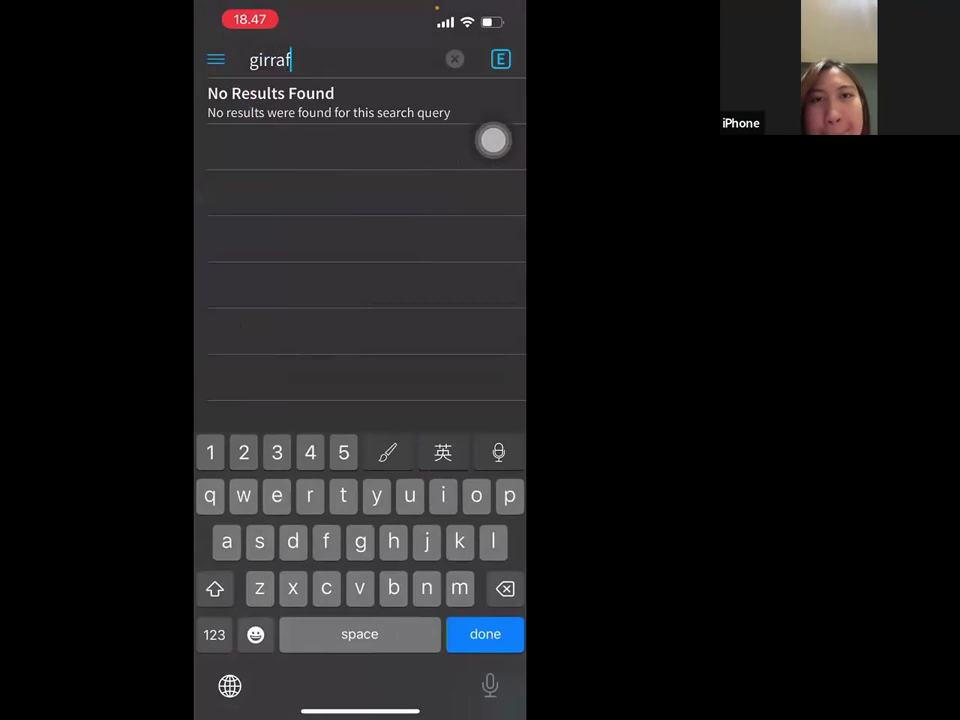 18.47
girraf
E
No Results Found
No results were found for this search query
iPhone
1 2 3 4 5 英
q w e r t y u i o p
a s d f g h j k l
z x c v b n m
123 space done